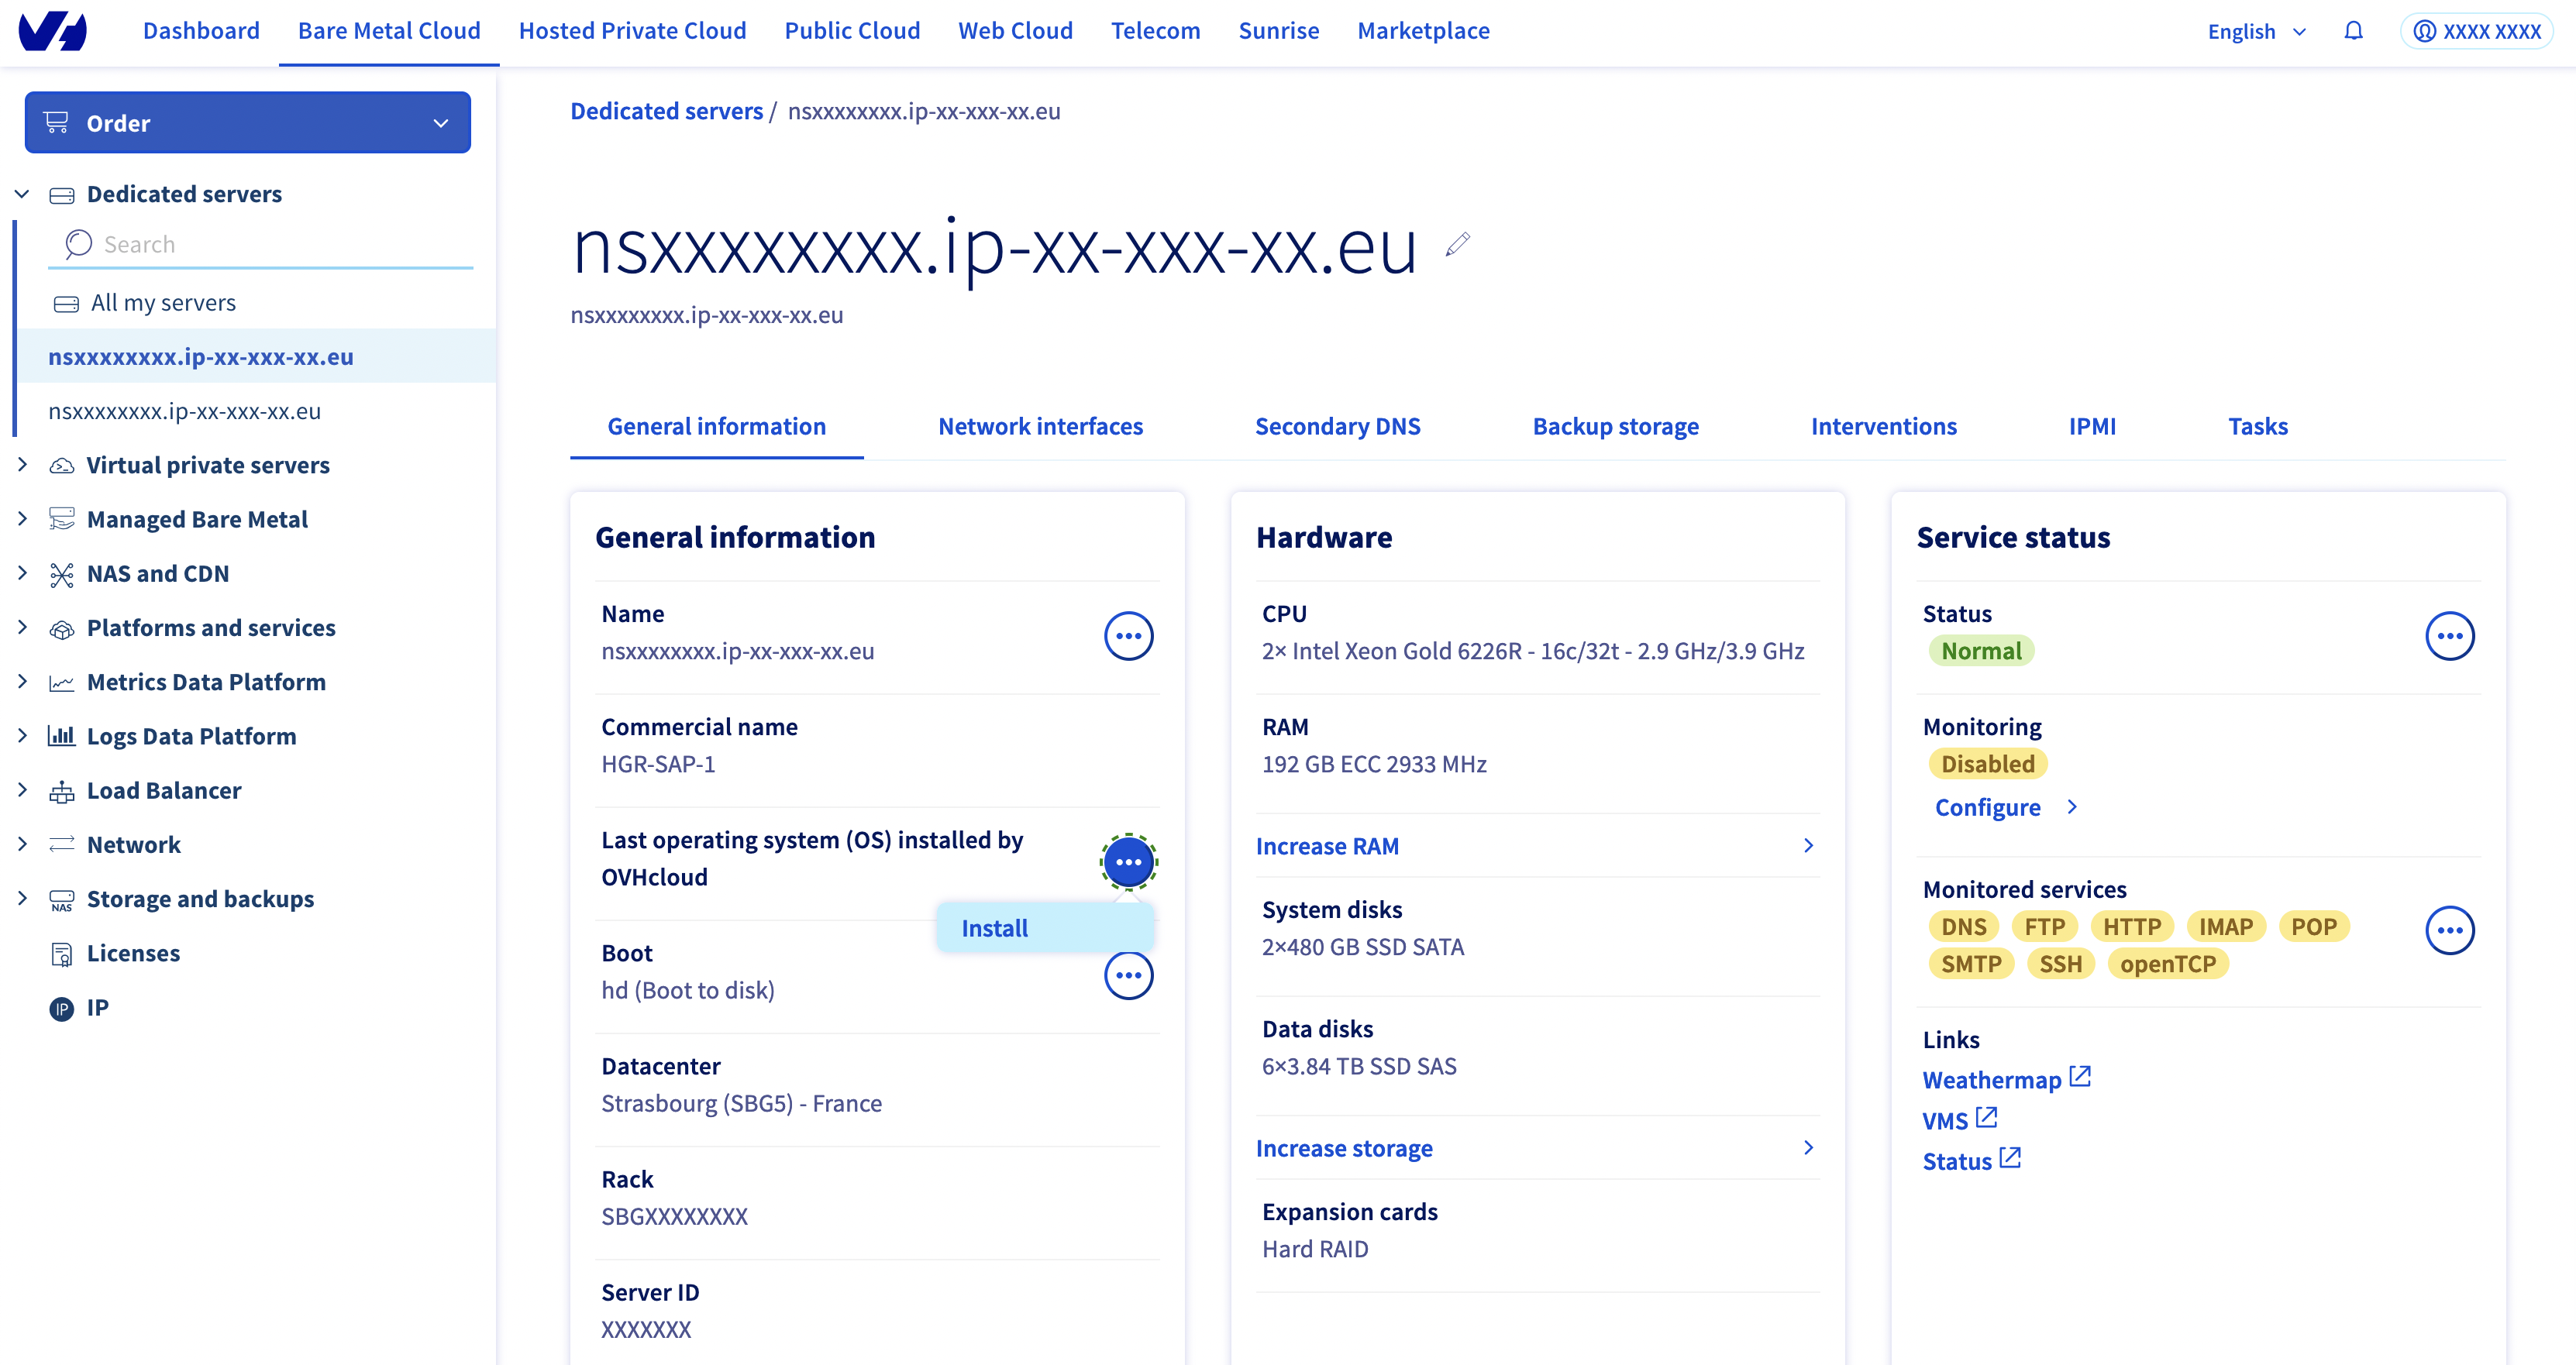 Dashboard Bare Metal Cloud Hosted Private Cloud Public Cloud Web Cloud Telecom Sunrise Marketplace English XXXX XXXX
Order
Dedicated servers
Search
All my servers
nsxxxxxxxx.ip-xx-xxx-xx.eu
nsxxxxxxxx.ip-xx-xxx-xx.eu
Virtual private servers
Managed Bare Metal
NAS and CDN
Platforms and services
Metrics Data Platform
Logs Data Platform
Load Balancer
Network
NAS Storage and backups
Licenses
IP IP
Dedicated servers / nsxxxxxxxx.ip-xx-xxx-xx.eu
nsxxxxxxxx.ip-xx-xxx-xx.eu
nsxxxxxxxx.ip-xx-xxx-xx.eu
General information Network interfaces Secondary DNS Backup storage Interventions IPMI Tasks
General information
Name
nsxxxxxxxx.ip-xx-xxx-xx.eu
Commercial name
HGR-SAP-1
Last operating system (OS) installed by
OVHcloud
Install
Boot
hd (Boot to disk)
Datacenter
Strasbourg (SBG5) - France
Rack
SBGXXXXXXXX
Server ID
XXXXXXX
Hardware
CPU
2× Intel Xeon Gold 6226R - 16c/32t - 2.9 GHz/3.9 GHz
RAM
192 GB ECC 2933 MHz
Increase RAM
System disks
2×480 GB SSD SATA
Data disks
6×3.84 TB SSD SAS
Increase storage
Expansion cards
Hard RAID
Service status
Status
Normal
Monitoring
Disabled
Configure
Monitored services
DNS FTP HTTP IMAP POP
SMTP SSH openTCP
Links
Weathermap
VMS
Status